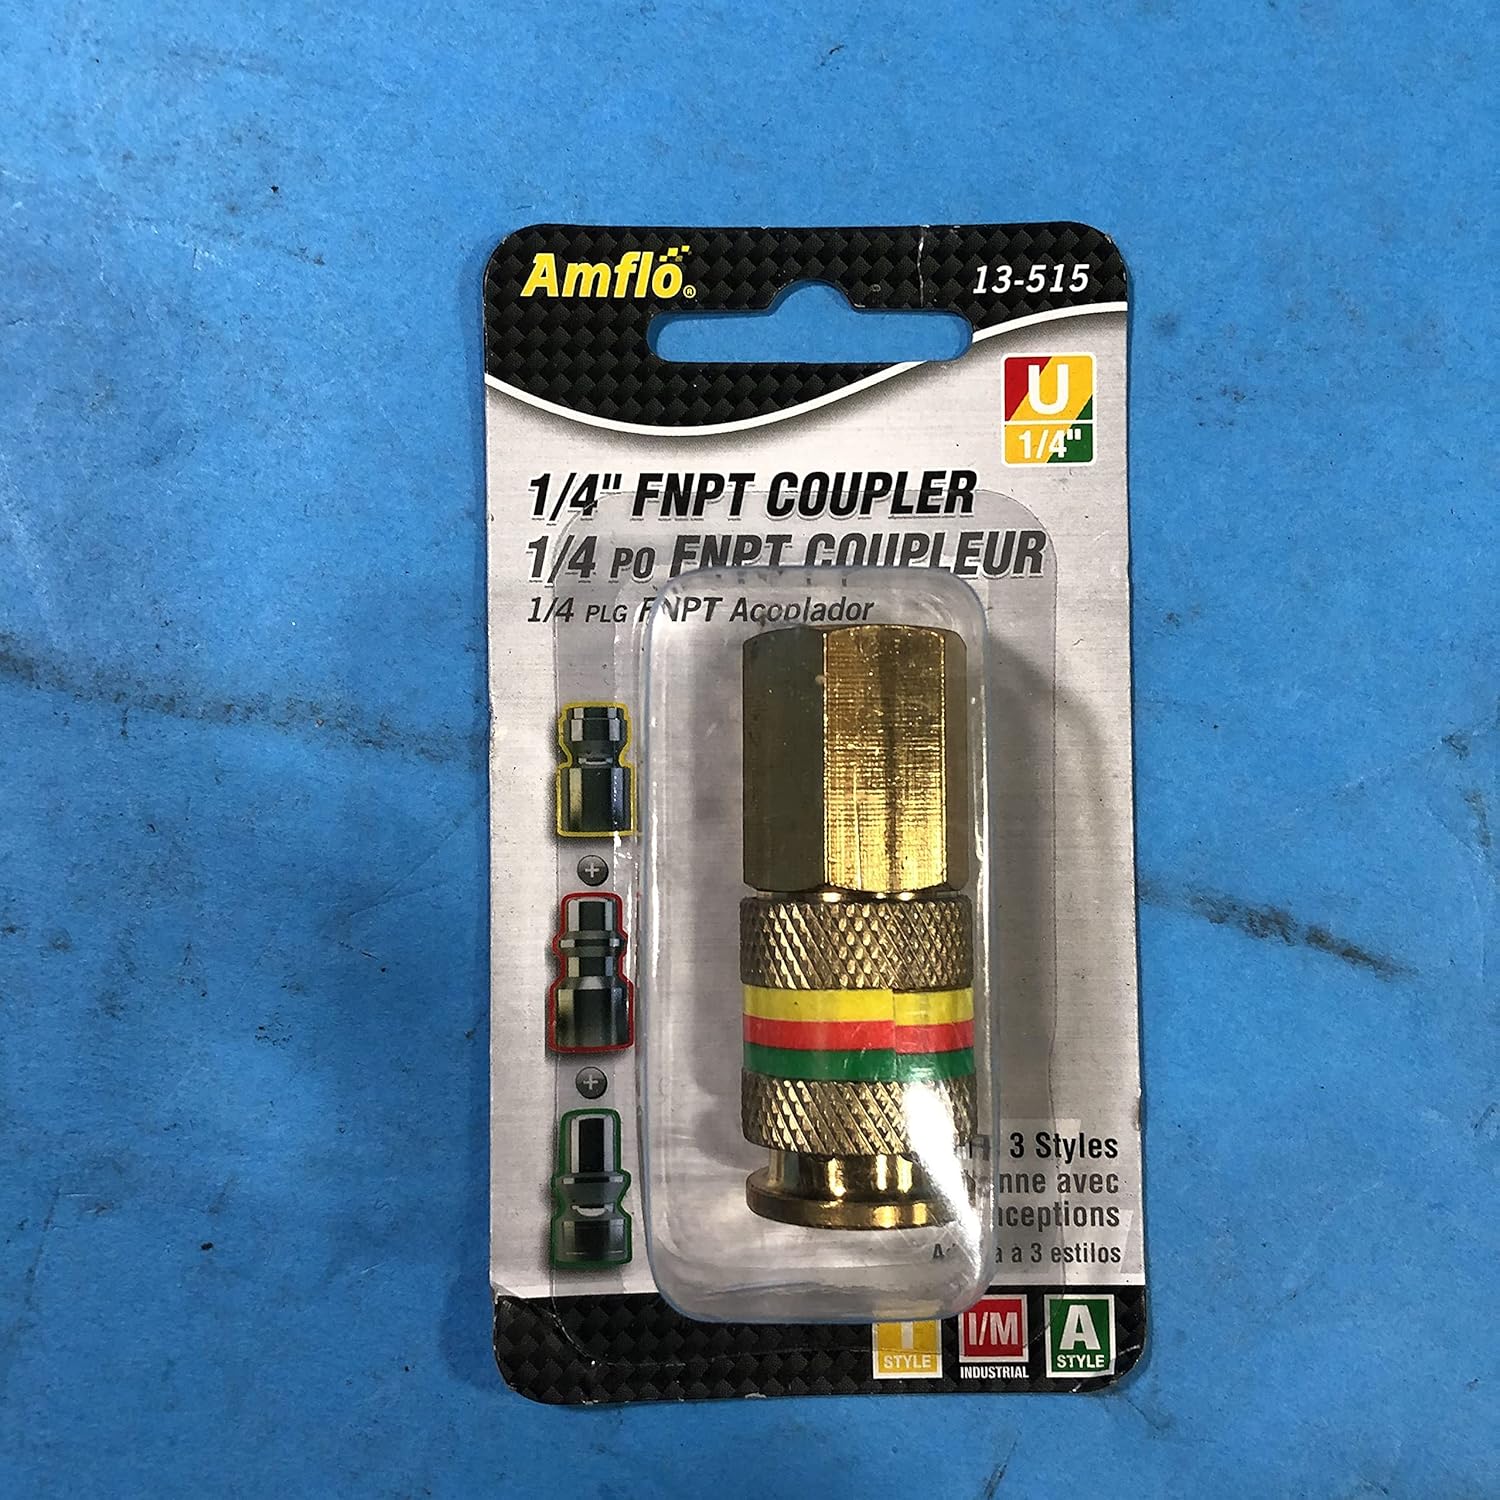 Amflo®
13-515
U
1/4"
1/4" FNPT COUPLER
1/4 PO FNPT COUPLEUR
1/4 PLG FNPT Acoplador
3 Styles
avec
à 3 estilos
T
STYLE
I/M
INDUSTRIAL
A
STYLE